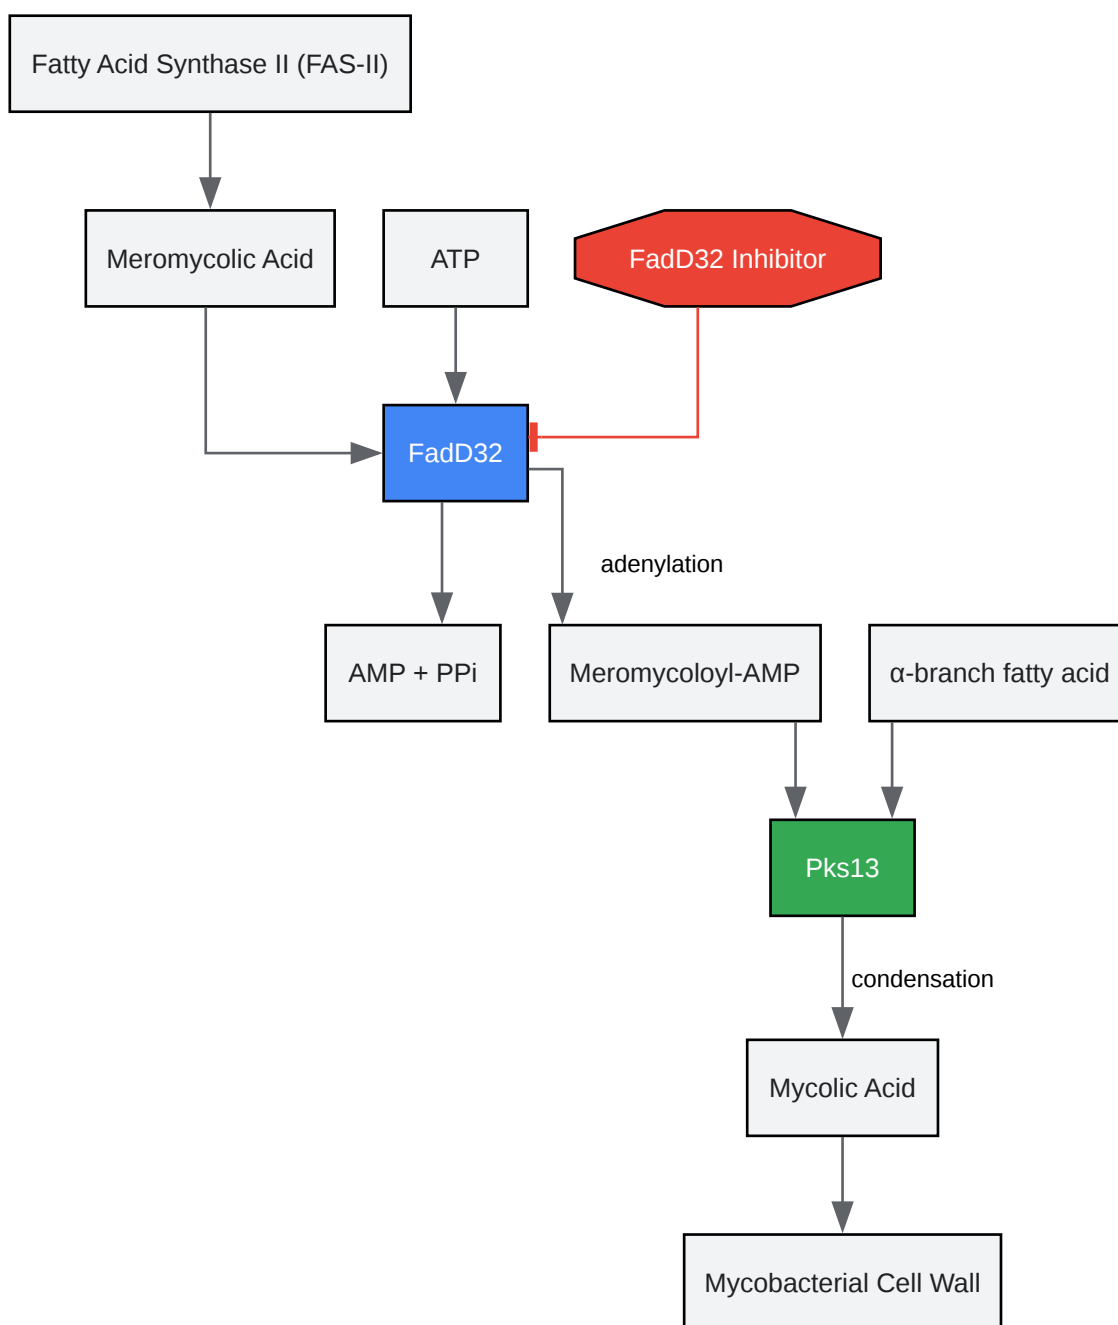 Fatty Acid Synthase II (FAS-II)
Meromycolic Acid
ATP
FadD32 Inhibitor
FadD32
adenylation
AMP + PPi
Meromycoloyl-AMP
α-branch fatty acid
Pks13
condensation
Mycolic Acid
Mycobacterial Cell Wall